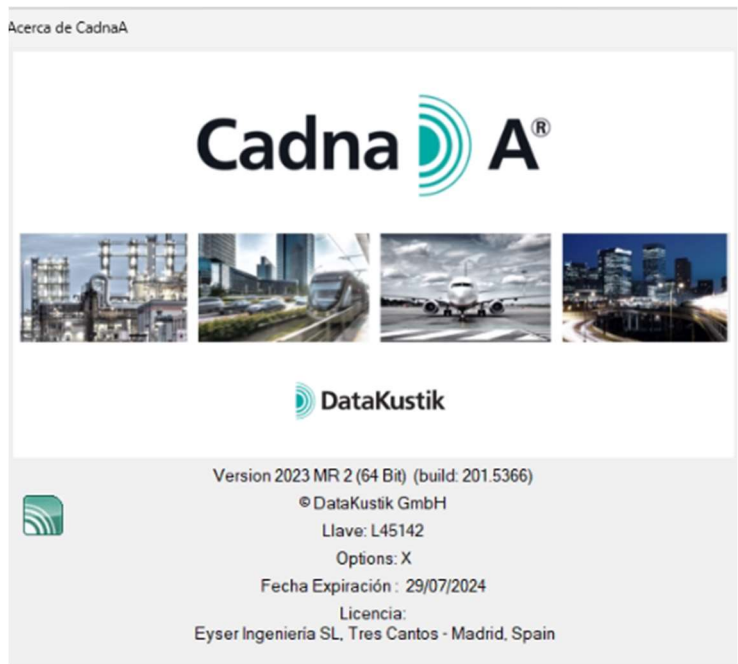 Acerca de CadnaA
Cadna A®
DataKustik
Version 2023 MR 2 (64 Bit) (build: 201.5366)
© DataKustik GmbH
Llave: L45142
Options: X
Fecha Expiración : 29/07/2024
Licencia:
Eyser Ingeniería SL, Tres Cantos - Madrid, Spain